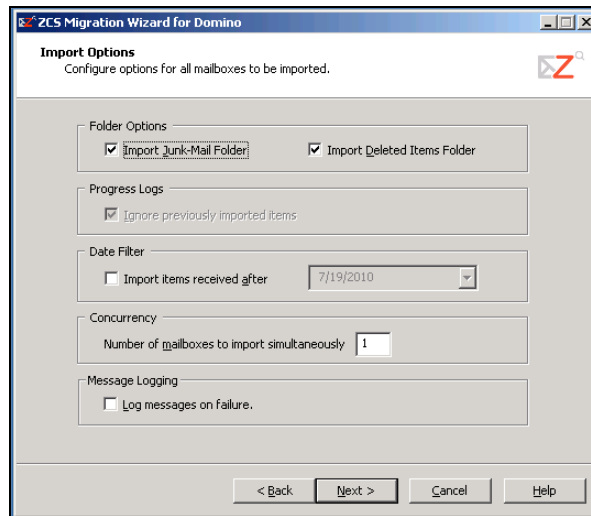 ZCS Migration Wizard for Domino
Import Options
Configure options for all mailboxes to be imported.
Z
Folder Options
Import Junk-Mail Folder
Import Deleted Items Folder
Progress Logs
Ignore previously imported items
Date Filter
Import items received after
7/19/2010
Concurrency
Number of mailboxes to import simultaneously 1
Message Logging
Log messages on failure.
< Back
Next >
Cancel
Help